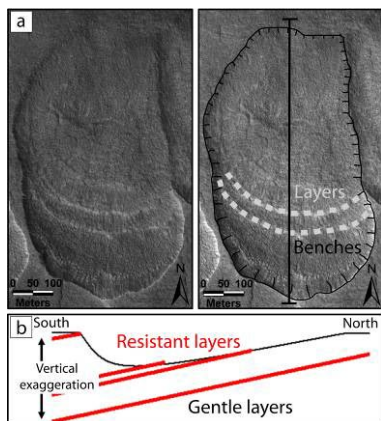 a
Layers
Benches
0 50 100
Meters
N
0 50 100
Meters
N
b
South
North
Resistant layers
Vertical
exaggeration
Gentle layers